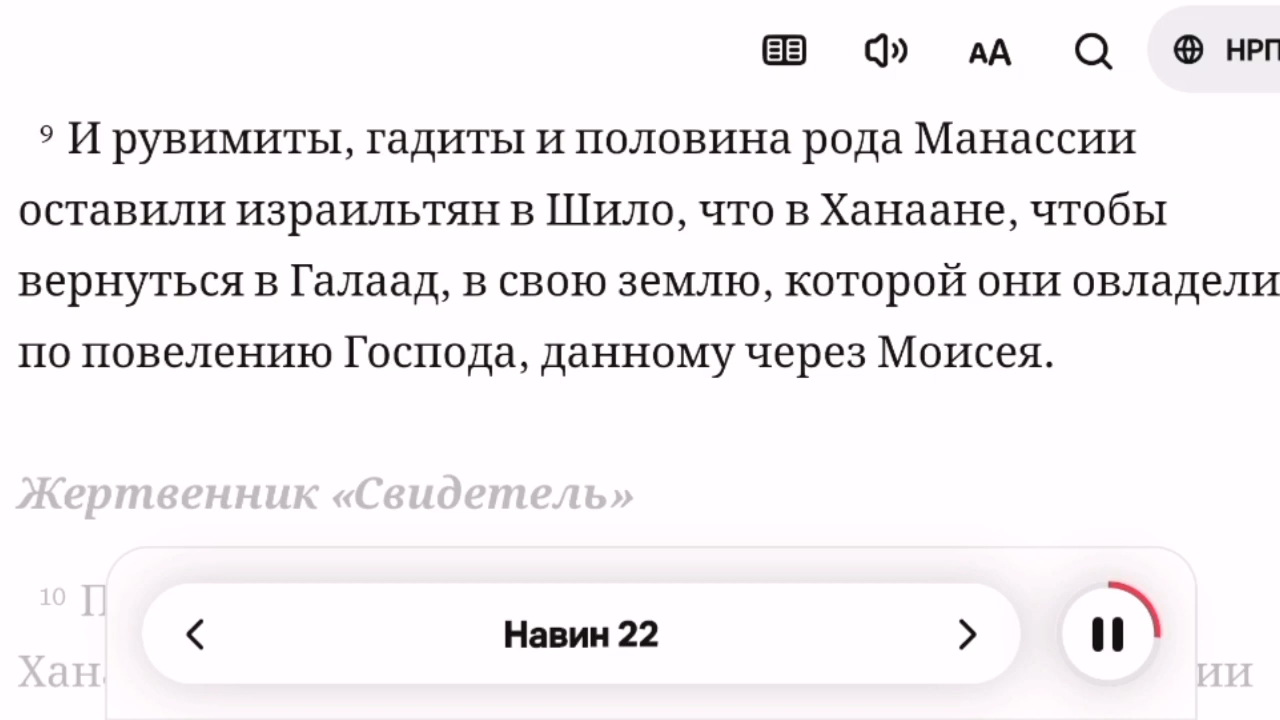 AA НРП
9 И рувимиты, гадиты и половина рода Манассии
оставили израильтян в Шило, что в Ханаане, чтобы
вернуться в Галаад, в свою землю, которой они овладели
по повелению Господа, данному через Моисея.
Жертвенник «Свидетель»
10
Навин 22